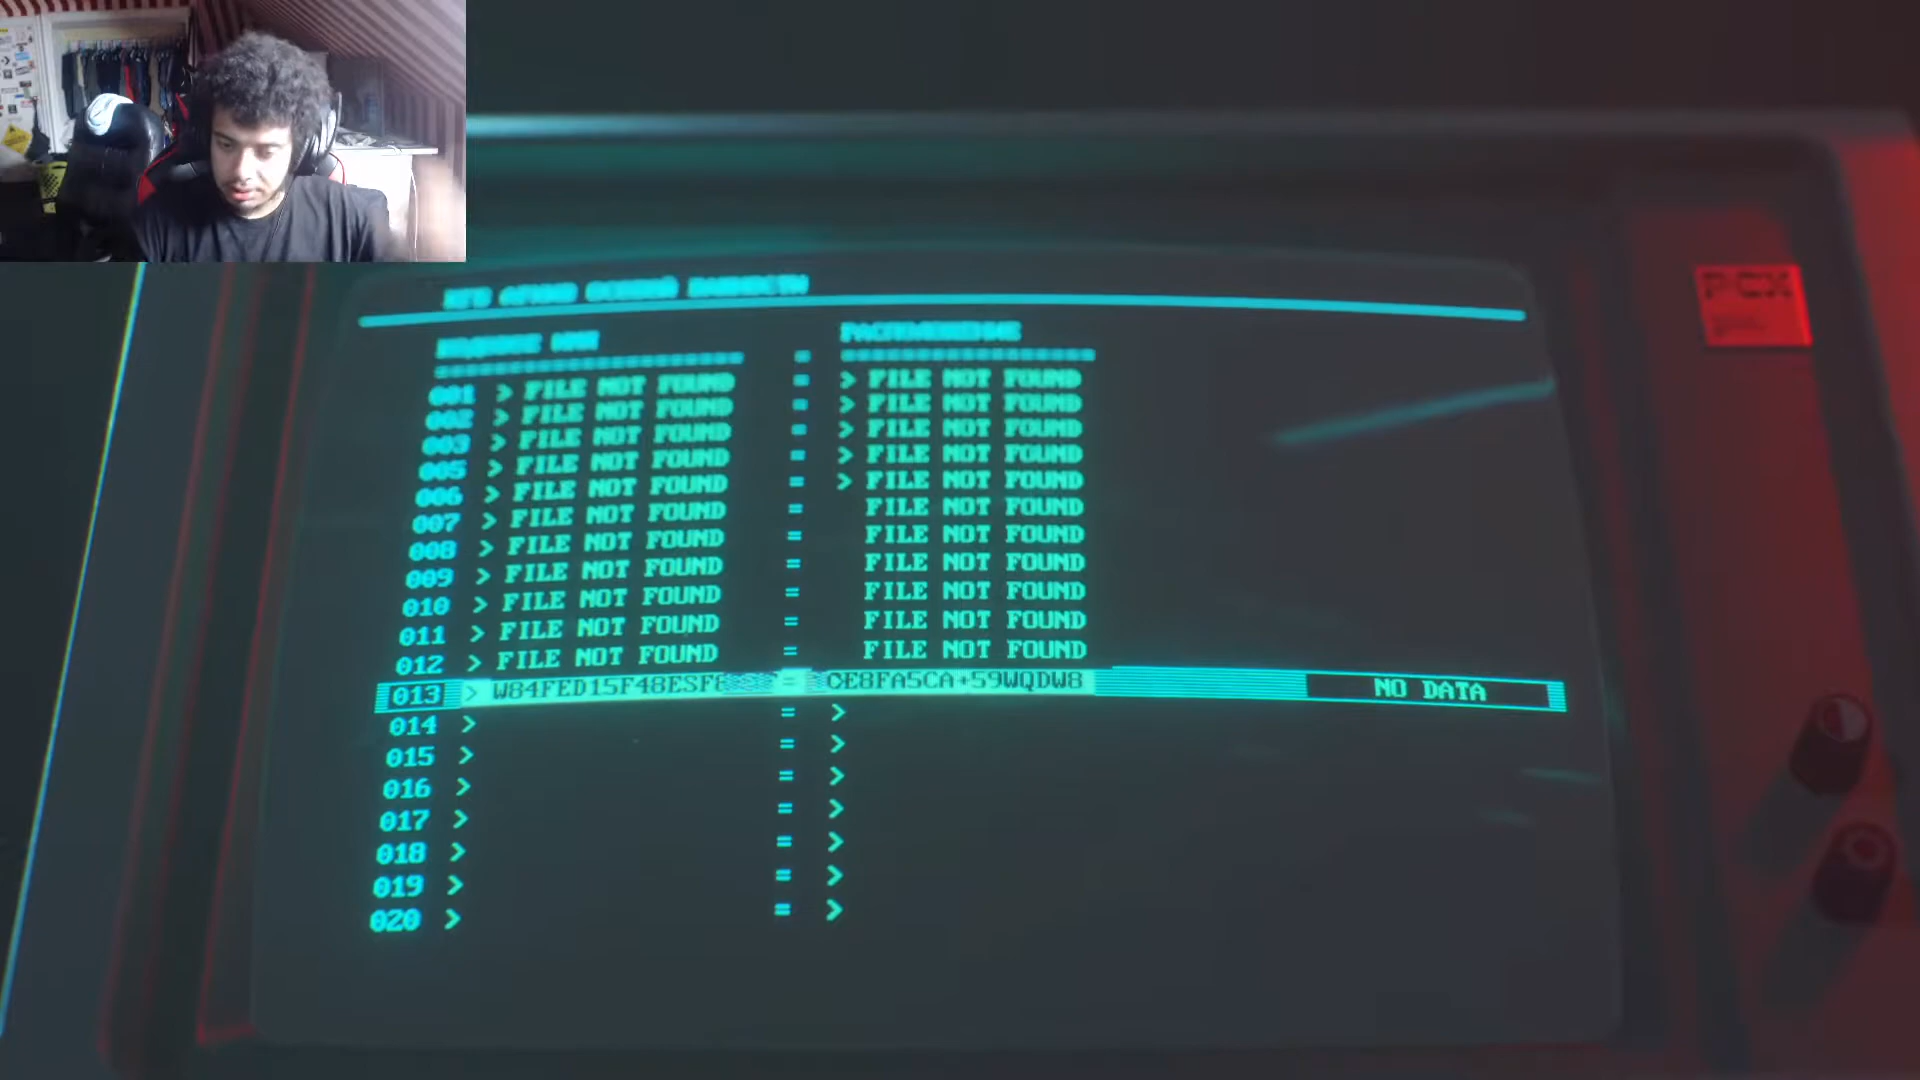 PCX
001 > FILE NOT FOUND = > FILE NOT FOUND
002 > FILE NOT FOUND = > FILE NOT FOUND
003 > FILE NOT FOUND = > FILE NOT FOUND
005 > FILE NOT FOUND = > FILE NOT FOUND
006 > FILE NOT FOUND = > FILE NOT FOUND
007 > FILE NOT FOUND = FILE NOT FOUND
008 > FILE NOT FOUND = FILE NOT FOUND
009 > FILE NOT FOUND = FILE NOT FOUND
010 > FILE NOT FOUND = FILE NOT FOUND
011 > FILE NOT FOUND = FILE NOT FOUND
012 > FILE NOT FOUND = FILE NOT FOUND
013 > = NO DATA
014 > = >
015 > = >
016 > = >
017 > = >
018 > = >
019 > = >
020 > = >